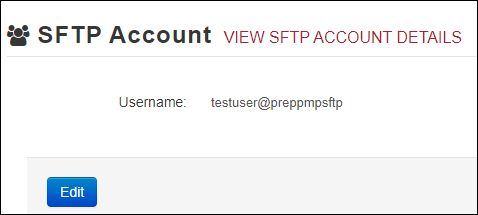 SFTP Account VIEW SFTP ACCOUNT DETAILS
Username: testuser@preppmpsftp
Edit